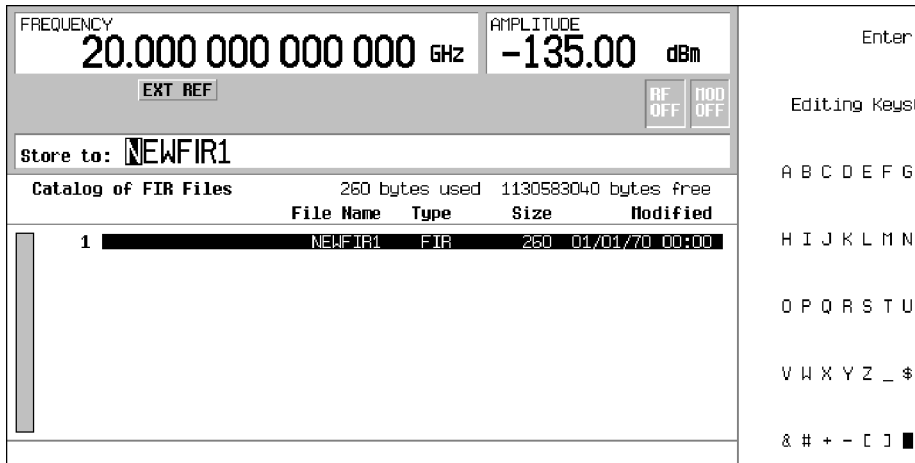 FREQUENCY
20.000 000 000 000 GHz
AMPLITUDE
-135.00 dBm
EXT REF
RF OFF
MOD OFF
Store to: NEWFIR1
Catalog of FIR Files 260 bytes used 1130583040 bytes free
File Name Type Size Modified
1 NEWFIR1 FIR 260 01/01/70 00:00
Enter
Editing Keys
A B C D E F G
H I J K L M N
O P Q R S T U
V W X Y Z _ $
& # + - [ ]